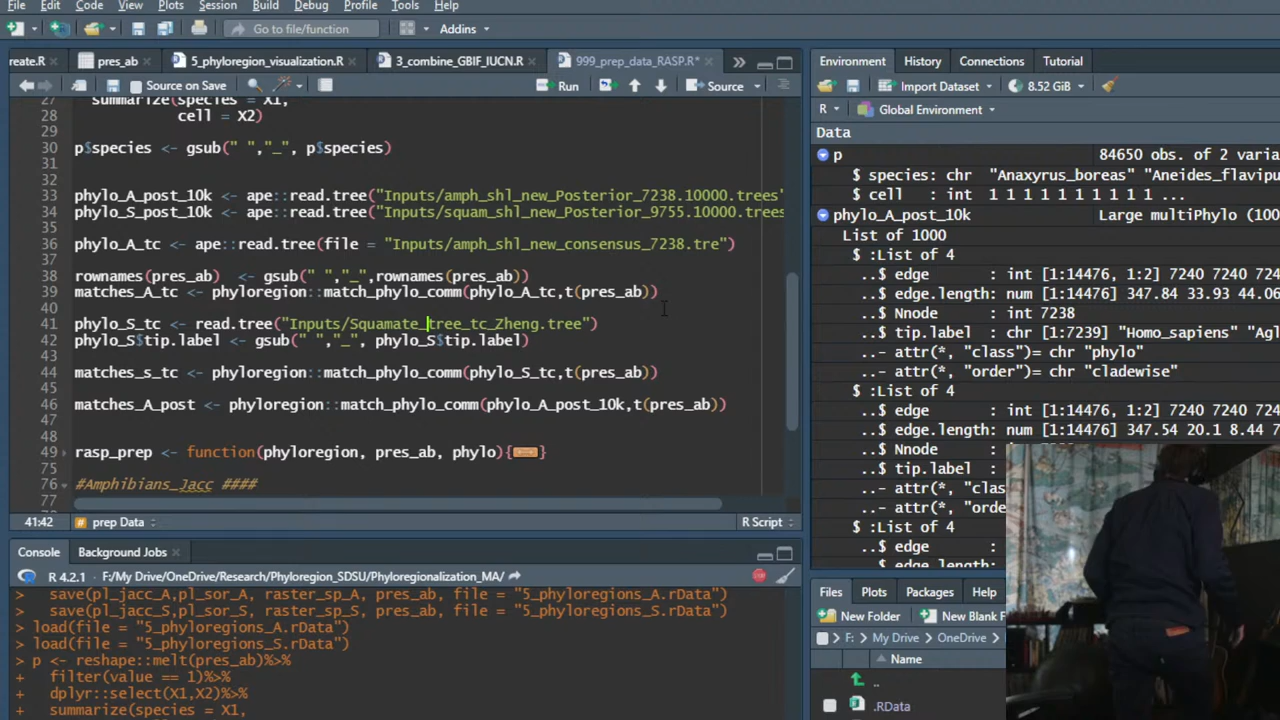 File Edit Code View Plots Session Build Debug Profile Tools Help
Go to file/function Addins
reate.R pres_ab 5_phyloregion_visualization.R 3_combine_GBIF_IUCN.R 999_prep_data_RASP.R*
Source on Save Run Source
27 summarize(species = X1,
28 cell = X2)
29
30 p$species <- gsub(" ","_", p$species)
31
32
33 phylo_A_post_10k <- ape::read.tree("Inputs/amph_shl_new_Posterior_7238.10000.trees"
34 phylo_S_post_10k <- ape::read.tree("Inputs/squam_shl_new_Posterior_9755.10000.trees
35
36 phylo_A_tc <- ape::read.tree(file = "Inputs/amph_shl_new_consensus_7238.tre")
37
38 rownames(pres_ab) <- gsub(" ","_",rownames(pres_ab))
39 matches_A_tc <- phyloregion::match_phylo_comm(phylo_A_tc,t(pres_ab))
40
41 phylo_S_tc <- read.tree("Inputs/Squamate_tree_tc_Zheng.tree")
42 phylo_S$tip.label <- gsub(" ","_", phylo_S$tip.label)
43
44 matches_s_tc <- phyloregion::match_phylo_comm(phylo_S_tc,t(pres_ab))
45
46 matches_A_post <- phyloregion::match_phylo_comm(phylo_A_post_10k,t(pres_ab))
47
48
49 rasp_prep <- function(phyloregion, pres_ab, phylo){
75
76 #Amphibians_Jacc ####
77
41:42 # prep Data R Script
Console Background Jobs
R 4.2.1 · F:/My Drive/OneDrive/Research/Phyloregion_SDSU/Phyloregionalization_MA/
> save(pl_jacc_A,pl_sor_A, raster_sp_A, pres_ab, file = "5_phyloregions_A.rData")
> save(pl_jacc_S,pl_sor_S, raster_sp_S, pres_ab, file = "5_phyloregions_S.rData")
> load(file = "5_phyloregions_A.rData")
> load(file = "5_phyloregions_S.rData")
> p <- reshape::melt(pres_ab)%>%
+ filter(value == 1)%>%
+ dplyr::select(X1,X2)%>%
+ summarize(species = X1,
Environment History Connections Tutorial
Import Dataset 8.52 GiB
R Global Environment
Data
p 84650 obs. of 2 varia
$ species: chr "Anaxyrus_boreas" "Aneides_flavipu
$ cell : int 1 1 1 1 1 1 1 1 1 1 ...
phylo_A_post_10k Large multiPhylo (100
List of 1000
$ :List of 4
..$ edge : int [1:14476, 1:2] 7240 7240 724
..$ edge.length: num [1:14476] 347.84 33.93 44.06
..$ Nnode : int 7238
..$ tip.label : chr [1:7239] "Homo_sapiens" "Agl
..- attr(*, "class")= chr "phylo"
..- attr(*, "order")= chr "cladewise"
$ :List of 4
..$ edge : int [1:14476, 1:2] 7240 7240 724
..$ edge.length: num [1:14476] 347.54 20.1 8.44 7
..$ Nnode
..$ tip.label
..- attr(*, "clas
..- attr(*, "orde
$ :List of 4
..$ edge
Files Plots Packages Help
New Folder New Blank F
F: My Drive OneDrive
Name
..
.RData